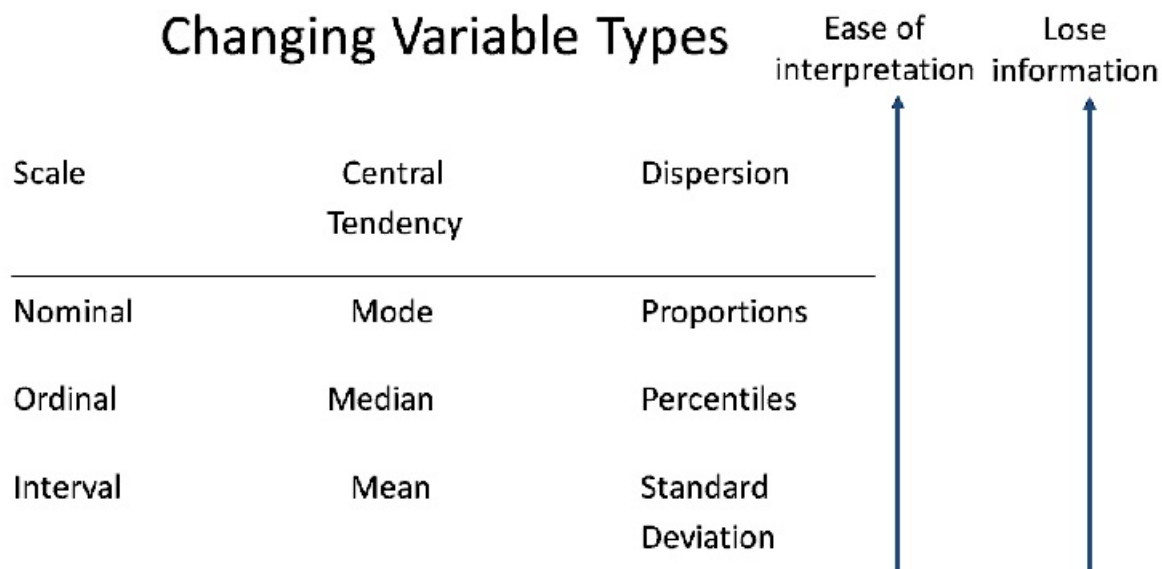 Changing Variable Types
Ease of
interpretation
Lose
information
Scale
Central
Tendency
Dispersion
Nominal
Mode
Proportions
Ordinal
Median
Percentiles
Interval
Mean
Standard
Deviation